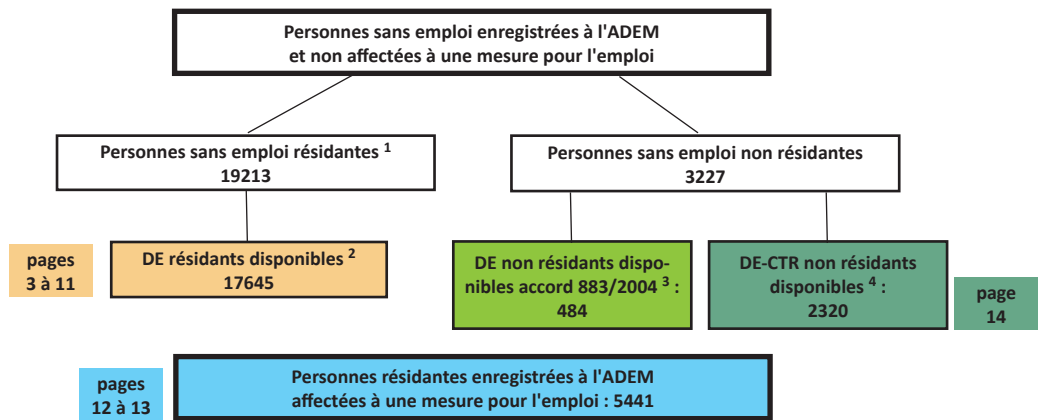 Personnes sans emploi enregistrées à l'ADEM
et non affectées à une mesure pour l'emploi
Personnes sans emploi résidantes 1
19213
Personnes sans emploi non résidantes
3227
pages
3 à 11
DE résidants disponibles 2
17645
DE non résidants dispo-
nibles accord 883/2004 3 :
484
DE-CTR non résidants
disponibles 4 :
2320
page
14
pages
12 à 13
Personnes résidantes enregistrées à l'ADEM
affectées à une mesure pour l'emploi : 5441